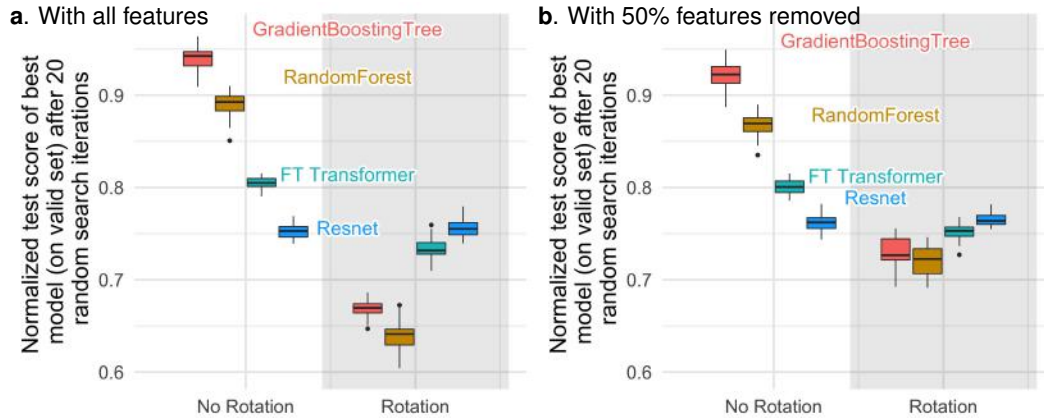 a. With all features
Normalized test score of best
model (on valid set) after 20
random search iterations
0.9
0.8
0.7
0.6
GradientBoostingTree
RandomForest
FT Transformer
Resnet
No Rotation
Rotation
b. With 50% features removed
Normalized test score of best
model (on valid set) after 20
random search iterations
0.9
0.8
0.7
0.6
GradientBoostingTree
RandomForest
FT Transformer
Resnet
No Rotation
Rotation